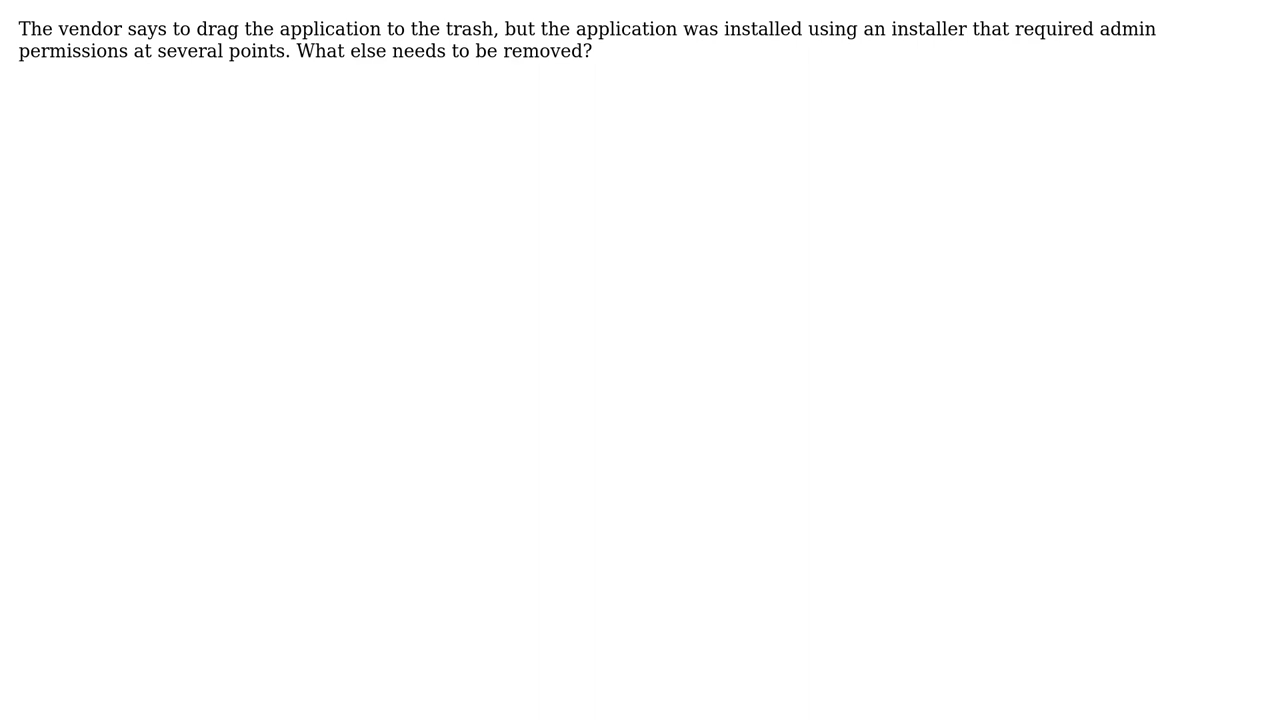 The vendor says to drag the application to the trash, but the application was installed using an installer that required admin
permissions at several points. What else needs to be removed?